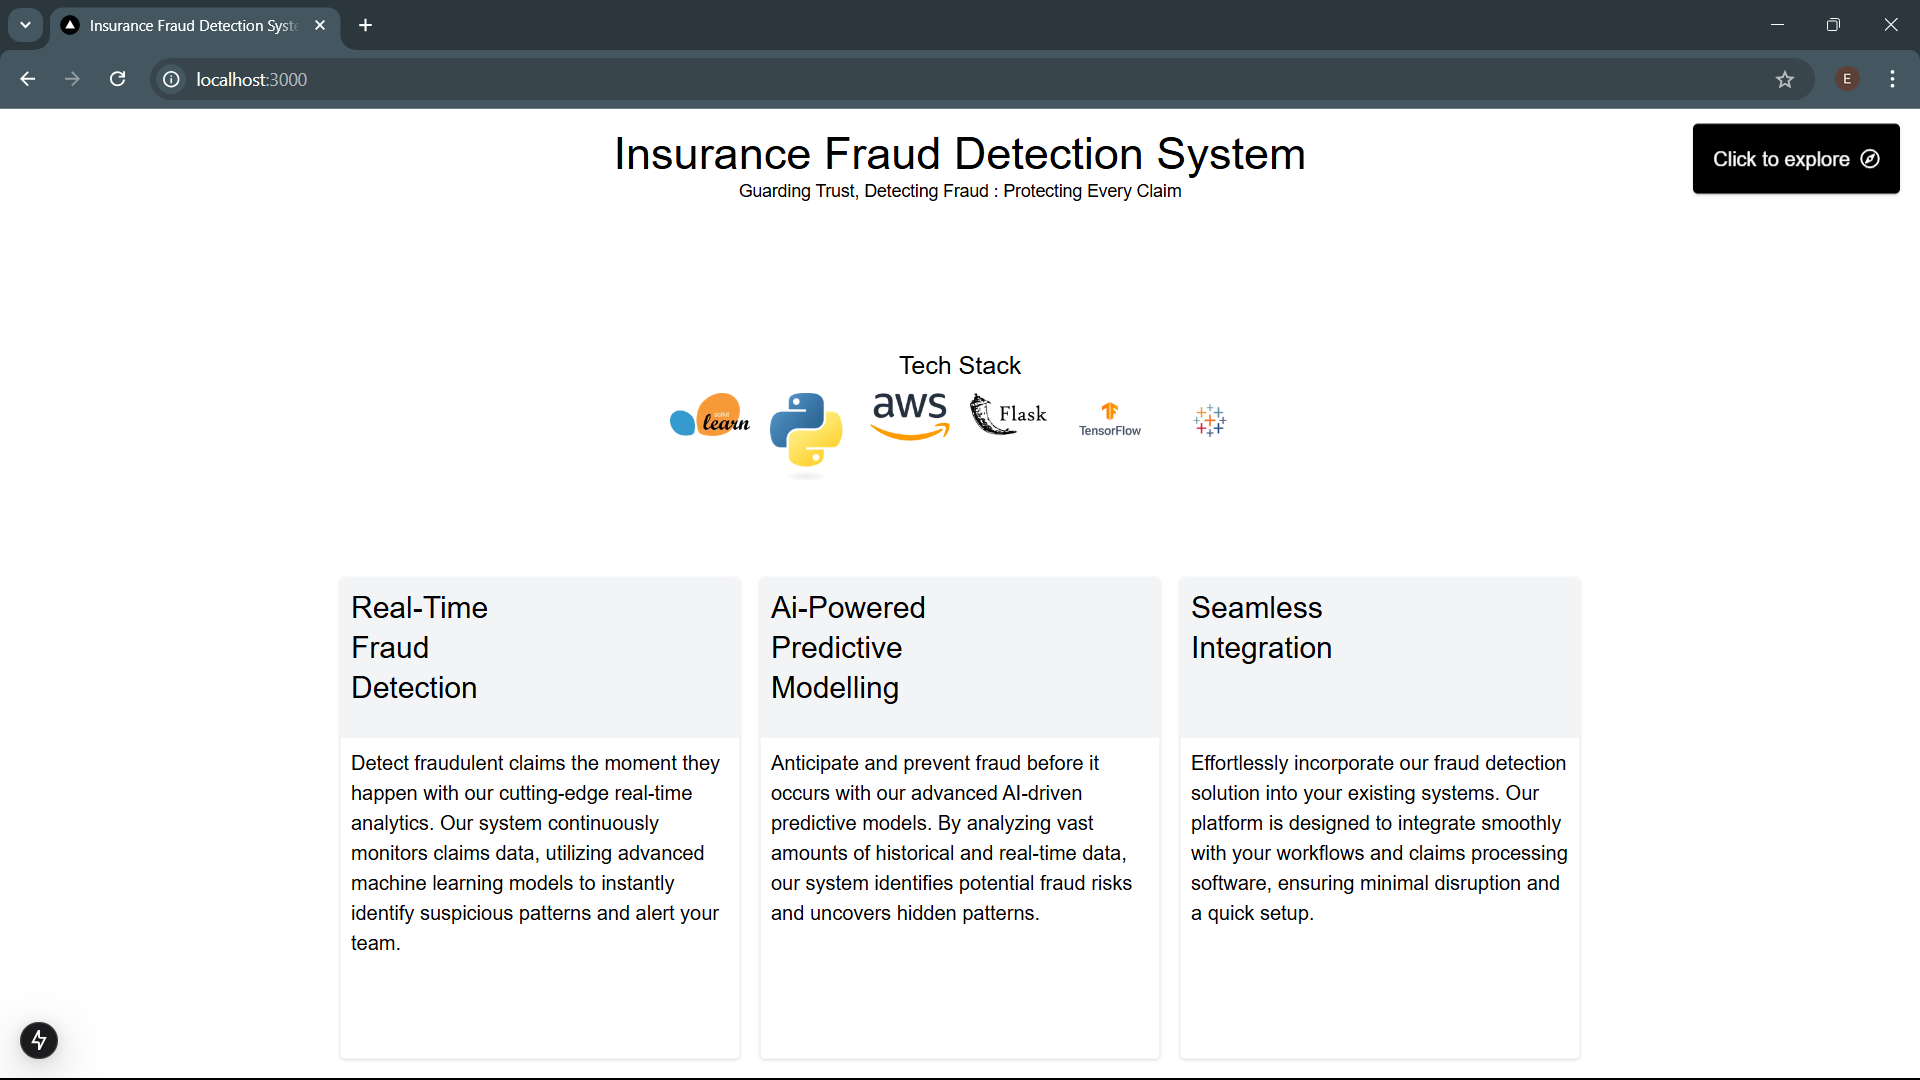 Insurance Fraud Detection Syste
localhost:3000
E
Insurance Fraud Detection System
Guarding Trust, Detecting Fraud : Protecting Every Claim
Click to explore
Tech Stack
scikit
learn
aws
Flask
TensorFlow
Real-Time
Fraud
Detection
Detect fraudulent claims the moment they
happen with our cutting-edge real-time
analytics. Our system continuously
monitors claims data, utilizing advanced
machine learning models to instantly
identify suspicious patterns and alert your
team.
Ai-Powered
Predictive
Modelling
Anticipate and prevent fraud before it
occurs with our advanced AI-driven
predictive models. By analyzing vast
amounts of historical and real-time data,
our system identifies potential fraud risks
and uncovers hidden patterns.
Seamless
Integration
Effortlessly incorporate our fraud detection
solution into your existing systems. Our
platform is designed to integrate smoothly
with your workflows and claims processing
software, ensuring minimal disruption and
a quick setup.